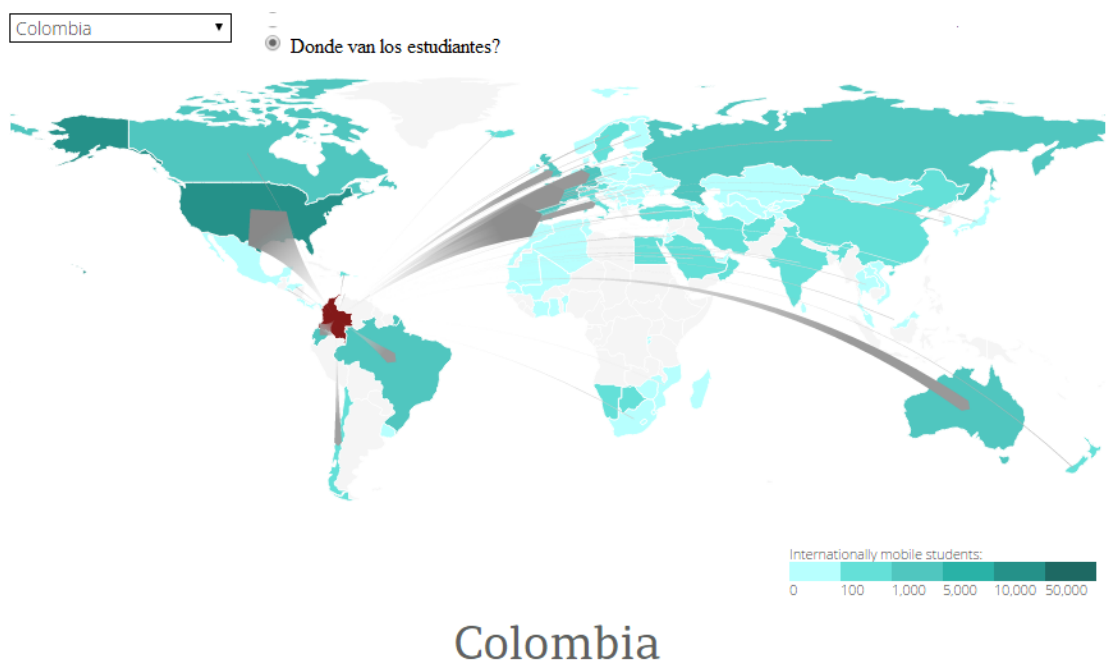 Colombia
Donde van los estudiantes?
Internationally mobile students:
0 100 1,000 5,000 10,000 50,000
Colombia